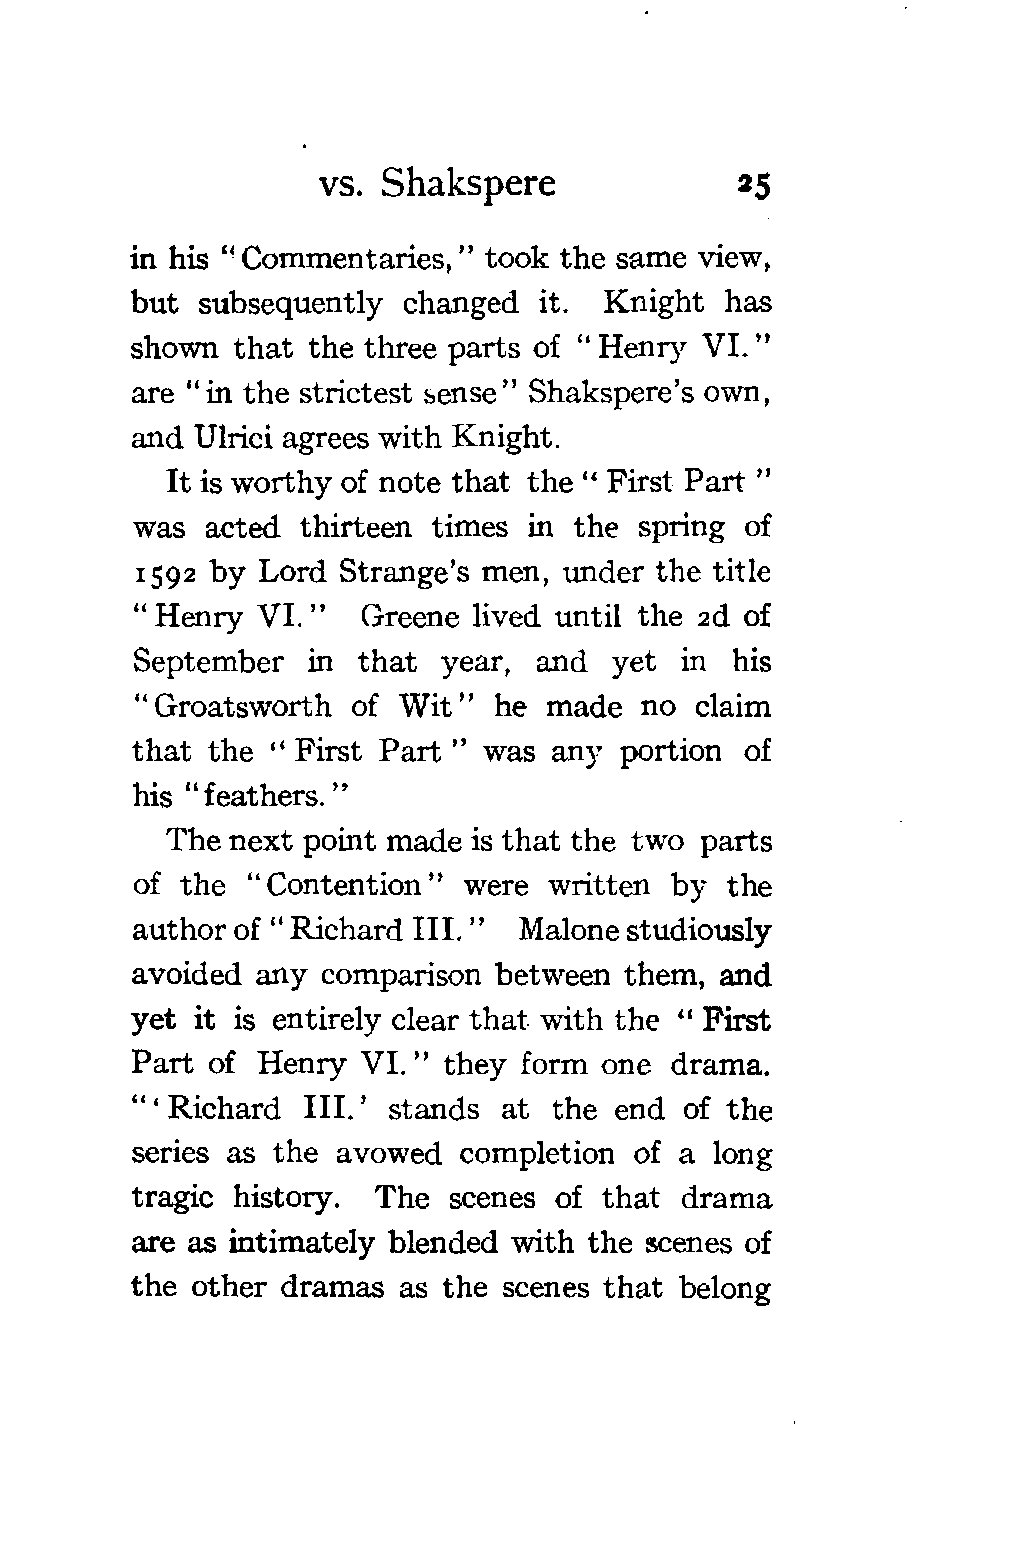 vs. Shakspere 25
in his "Commentaries," took the same view,
but subsequently changed it. Knight has
shown that the three parts of "Henry VI."
are "in the strictest sense" Shakspere's own,
and Ulrici agrees with Knight.
It is worthy of note that the "First Part"
was acted thirteen times in the spring of
1592 by Lord Strange's men, under the title
"Henry VI." Greene lived until the 2d of
September in that year, and yet in his
"Groatsworth of Wit" he made no claim
that the "First Part" was any portion of
his "feathers."
The next point made is that the two parts
of the "Contention" were written by the
author of "Richard III." Malone studiously
avoided any comparison between them, and
yet it is entirely clear that with the "First
Part of Henry VI." they form one drama.
"'Richard III.' stands at the end of the
series as the avowed completion of a long
tragic history. The scenes of that drama
are as intimately blended with the scenes of
the other dramas as the scenes that belong